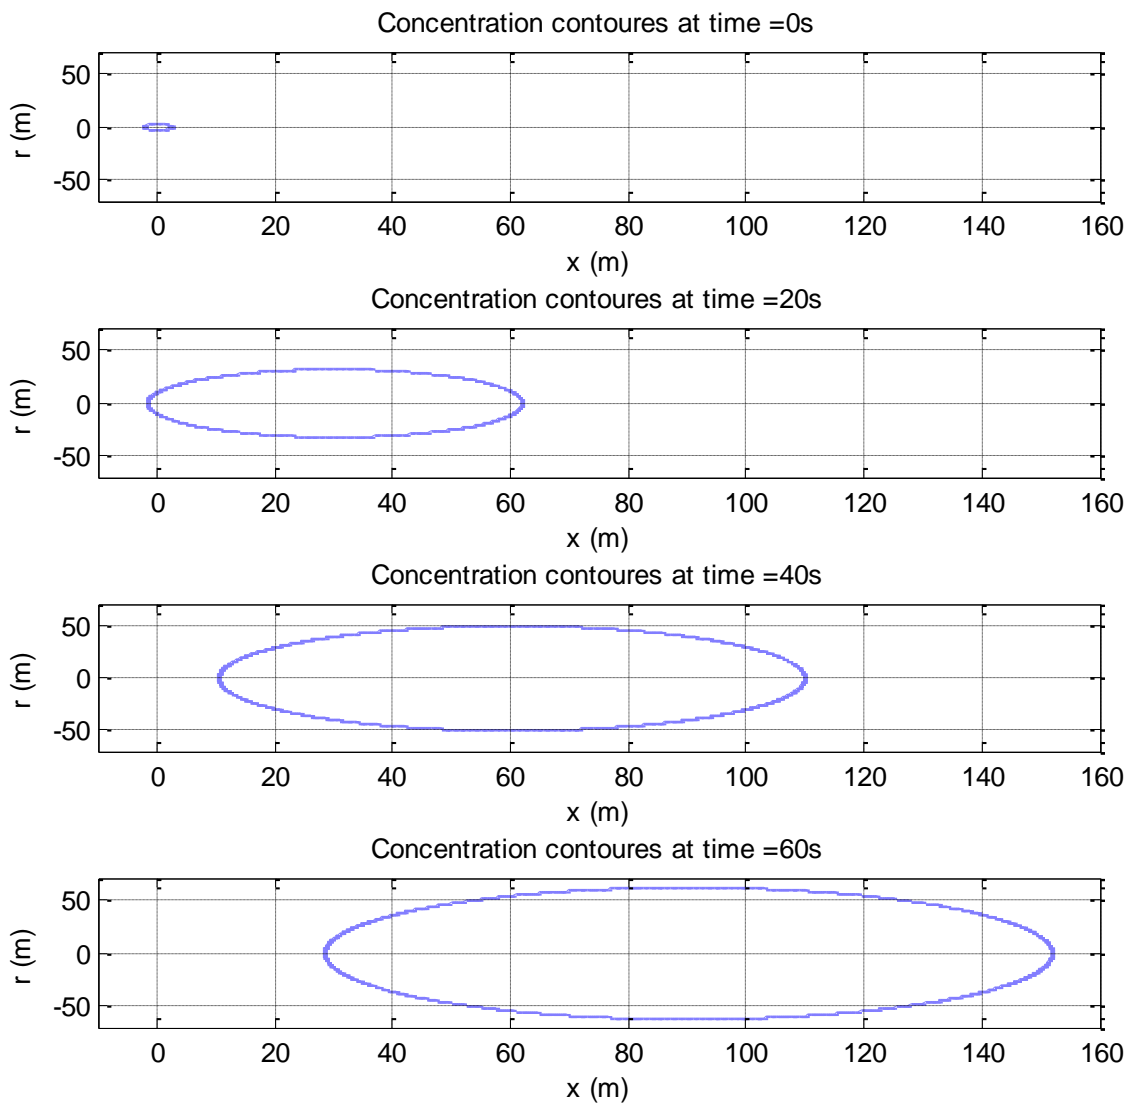 Concentration contoures at time =0s
50
0
-50
r (m)
0 20 40 60 80 100 120 140 160
x (m)
Concentration contoures at time =20s
50
0
-50
r (m)
0 20 40 60 80 100 120 140 160
x (m)
Concentration contoures at time =40s
50
0
-50
r (m)
0 20 40 60 80 100 120 140 160
x (m)
Concentration contoures at time =60s
50
0
-50
r (m)
0 20 40 60 80 100 120 140 160
x (m)